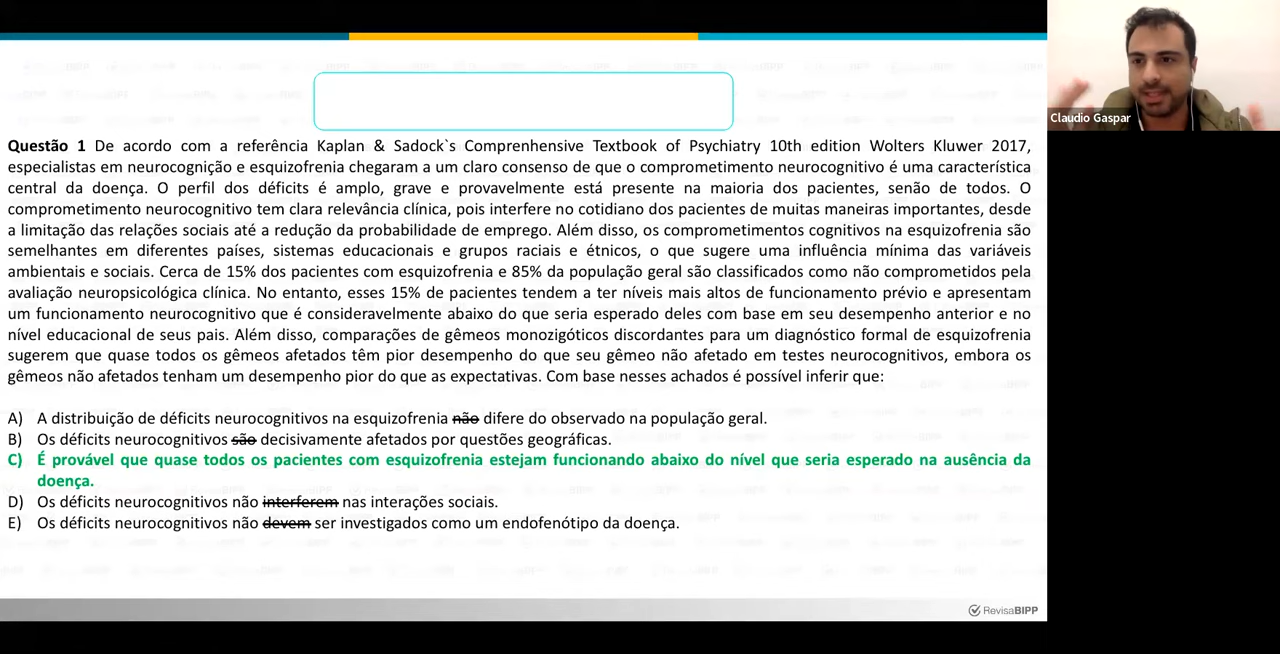 Claudio Gaspar
Questão 1 De acordo com a referência Kaplan & Sadock`s Comprenhensive Textbook of Psychiatry 10th edition Wolters Kluwer 2017,
especialistas em neurocognição e esquizofrenia chegaram a um claro consenso de que o comprometimento neurocognitivo é uma característica
central da doença. O perfil dos déficits é amplo, grave e provavelmente está presente na maioria dos pacientes, senão de todos. O
comprometimento neurocognitivo tem clara relevância clínica, pois interfere no cotidiano dos pacientes de muitas maneiras importantes, desde
a limitação das relações sociais até a redução da probabilidade de emprego. Além disso, os comprometimentos cognitivos na esquizofrenia são
semelhantes em diferentes países, sistemas educacionais e grupos raciais e étnicos, o que sugere uma influência mínima das variáveis
ambientais e sociais. Cerca de 15% dos pacientes com esquizofrenia e 85% da população geral são classificados como não comprometidos pela
avaliação neuropsicológica clínica. No entanto, esses 15% de pacientes tendem a ter níveis mais altos de funcionamento prévio e apresentam
um funcionamento neurocognitivo que é consideravelmente abaixo do que seria esperado deles com base em seu desempenho anterior e no
nível educacional de seus pais. Além disso, comparações de gêmeos monozigóticos discordantes para um diagnóstico formal de esquizofrenia
sugerem que quase todos os gêmeos afetados têm pior desempenho do que seu gêmeo não afetado em testes neurocognitivos, embora os
gêmeos não afetados tenham um desempenho pior do que as expectativas. Com base nesses achados é possível inferir que:
A) A distribuição de déficits neurocognitivos na esquizofrenia não difere do observado na população geral.
B) Os déficits neurocognitivos são decisivamente afetados por questões geográficas.
C) É provável que quase todos os pacientes com esquizofrenia estejam funcionando abaixo do nível que seria esperado na ausência da
doença.
D) Os déficits neurocognitivos não interferem nas interações sociais.
E) Os déficits neurocognitivos não devem ser investigados como um endofenótipo da doença.
RevisaBIPP